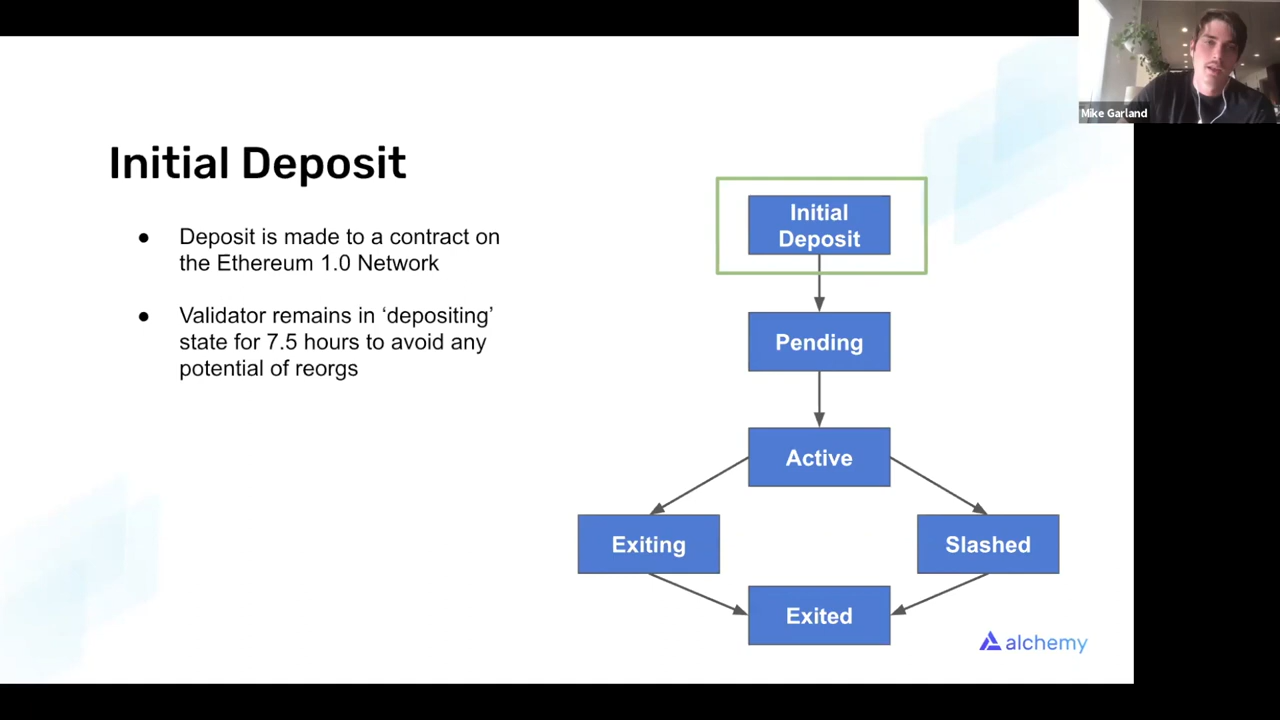 Mike Garland
Initial Deposit
● Deposit is made to a contract on
the Ethereum 1.0 Network
● Validator remains in ‘depositing’
state for 7.5 hours to avoid any
potential of reorgs
Initial
Deposit
Pending
Active
Exiting
Slashed
Exited
alchemy